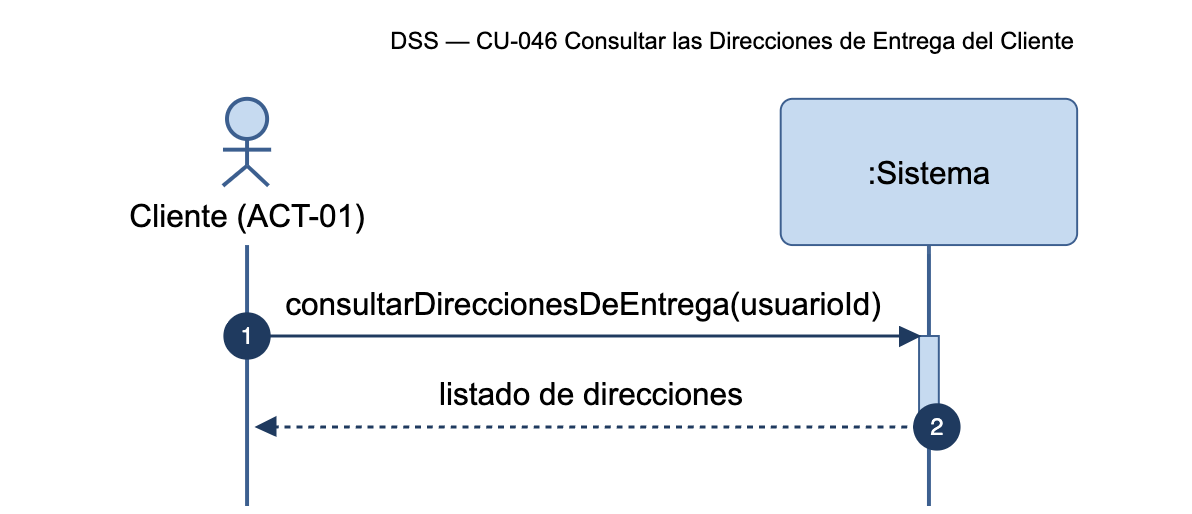 DSS — CU-046 Consultar las Direcciones de Entrega del Cliente
:Sistema
Cliente (ACT-01)
consultarDireccionesDeEntrega(usuarioId)
1
listado de direcciones
2